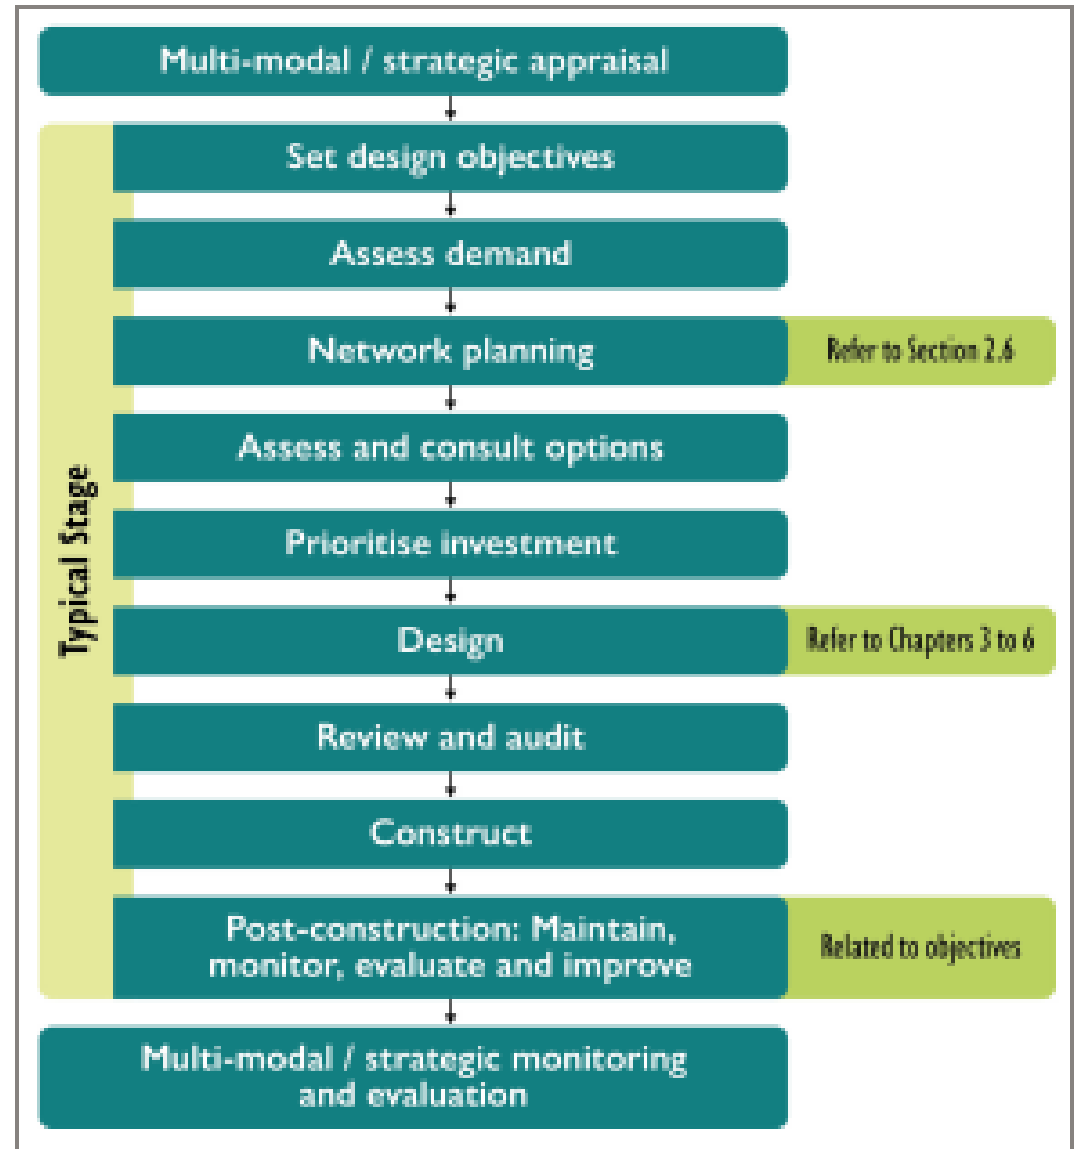 Multi-modal / strategic appraisal
Typical Stage
Set design objectives
Assess demand
Network planning
Refer to Section 2.6
Assess and consult options
Prioritise investment
Design
Refer to Chapters 3 to 6
Review and audit
Construct
Post-construction: Maintain,
monitor, evaluate and improve
Related to objectives
Multi-modal / strategic monitoring
and evaluation